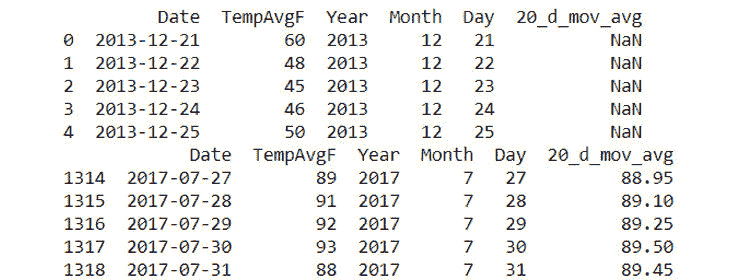 Date TempAvgF Year Month Day 20_d_mov_avg
0 2013-12-21 60 2013 12 21 NaN
1 2013-12-22 48 2013 12 22 NaN
2 2013-12-23 45 2013 12 23 NaN
3 2013-12-24 46 2013 12 24 NaN
4 2013-12-25 50 2013 12 25 NaN
Date TempAvgF Year Month Day 20_d_mov_avg
1314 2017-07-27 89 2017 7 27 88.95
1315 2017-07-28 91 2017 7 28 89.10
1316 2017-07-29 92 2017 7 29 89.25
1317 2017-07-30 93 2017 7 30 89.50
1318 2017-07-31 88 2017 7 31 89.45